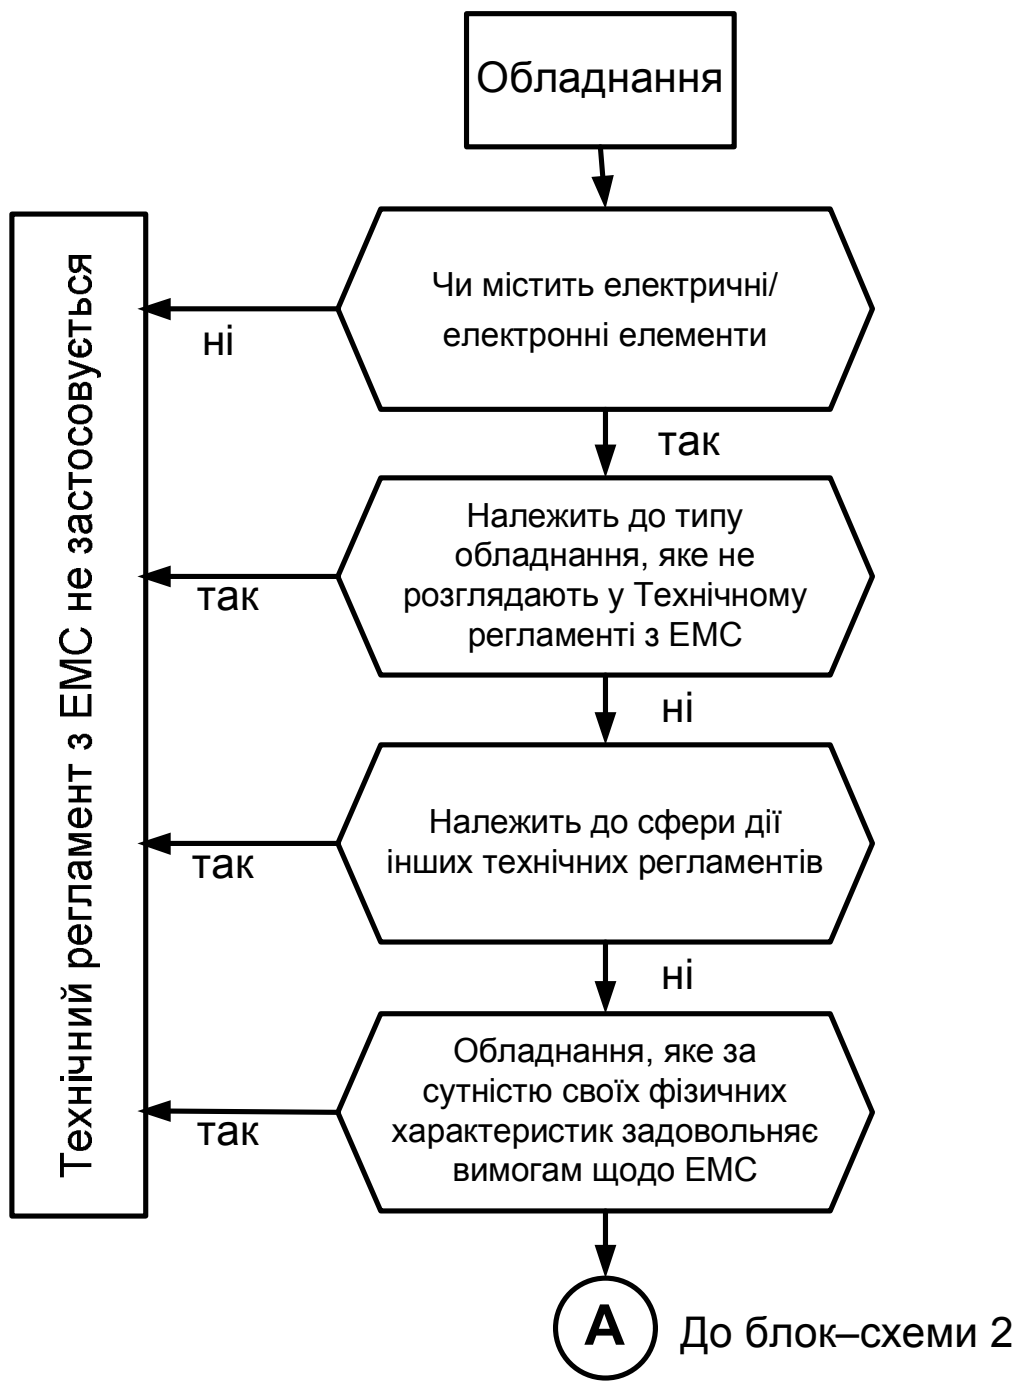 Обладнання
Чи містить електричні/
електронні елементи
ні
так
Належить до типу
обладнання, яке не
розглядають у Технічному
регламенті з ЕМС
так
ні
Належить до сфери дії
інших технічних регламентів
так
ні
Обладнання, яке за
сутністю своїх фізичних
характеристик задовольняє
вимогам щодо ЕМС
так
Технічний регламент з ЕМС не застосовується
А
До блок–схеми 2